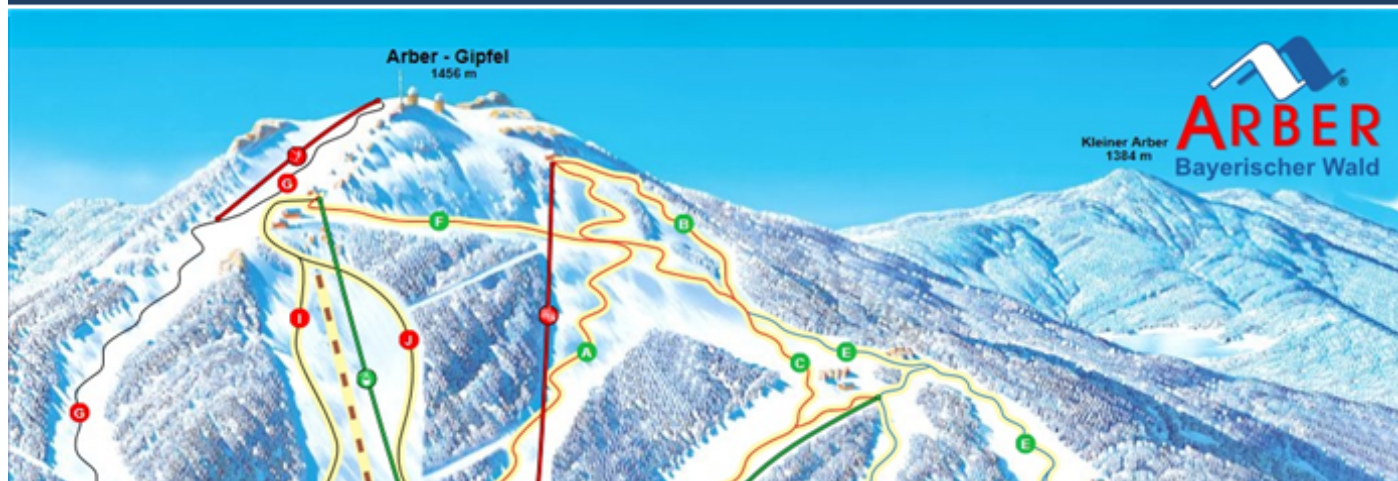 Arber - Gipfel
1456 m
ARBER
®
Kleiner Arber
1384 m
Bayerischer Wald
G
F
B
I
J
A
E
C
G
E